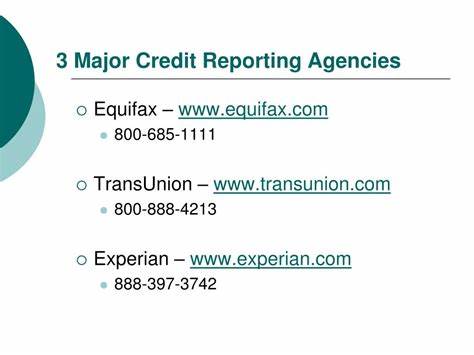 3 Major Credit Reporting Agencies
Equifax – www.equifax.com
800-685-1111
TransUnion – www.transunion.com
800-888-4213
Experian – www.experian.com
888-397-3742